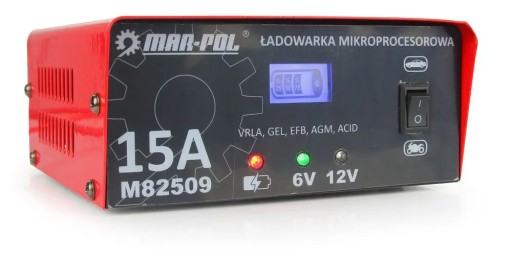 MAR-POL
ŁADOWARKA MIKROPROCESOROWA
VRLA, GEL, EFB, AGM, ACID
I
O
15A
M82509
6V 12V